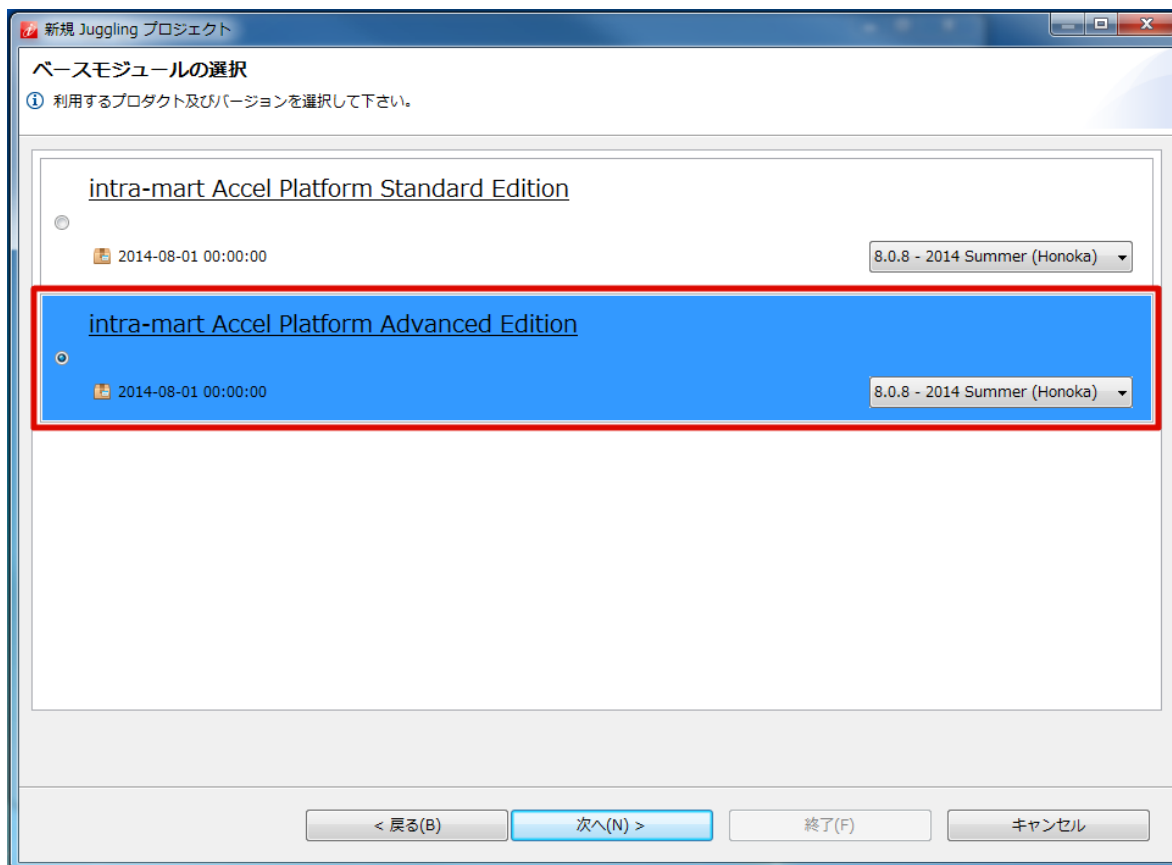 新規 Juggling プロジェクト
ベースモジュールの選択
利用するプロダクト及びバージョンを選択して下さい。
intra-mart Accel Platform Standard Edition
2014-08-01 00:00:00
8.0.8 - 2014 Summer (Honoka)
intra-mart Accel Platform Advanced Edition
2014-08-01 00:00:00
8.0.8 - 2014 Summer (Honoka)
< 戻る(B)
次へ(N) >
終了(F)
キャンセル